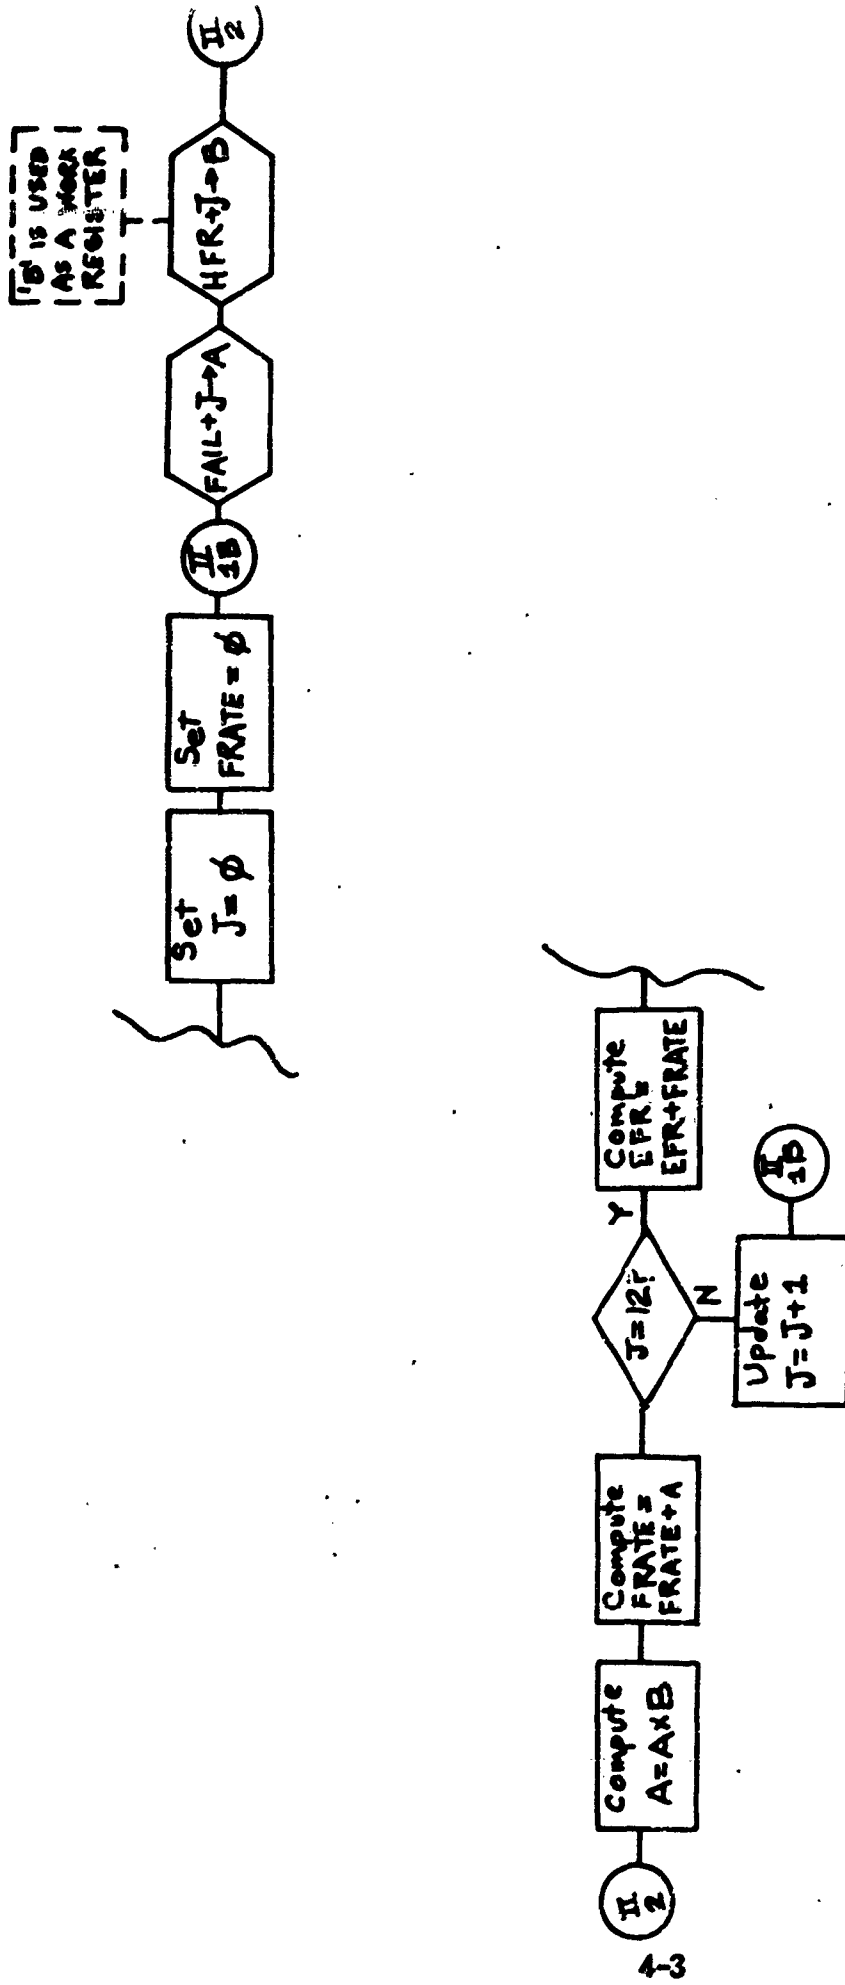 Set
J=Ø
Set
FRATE = Ø
II
1B
FAIL+J→A
HFR+J→B
'B' IS USED
AS A WORK
REGISTER
II
2
II
2
Compute
A=A×B
Compute
FRATE =
FRATE+A
J=12?
Y
N
Compute
EFR=
EFR+FRATE
Update
J=J+1
II
1B
4-3